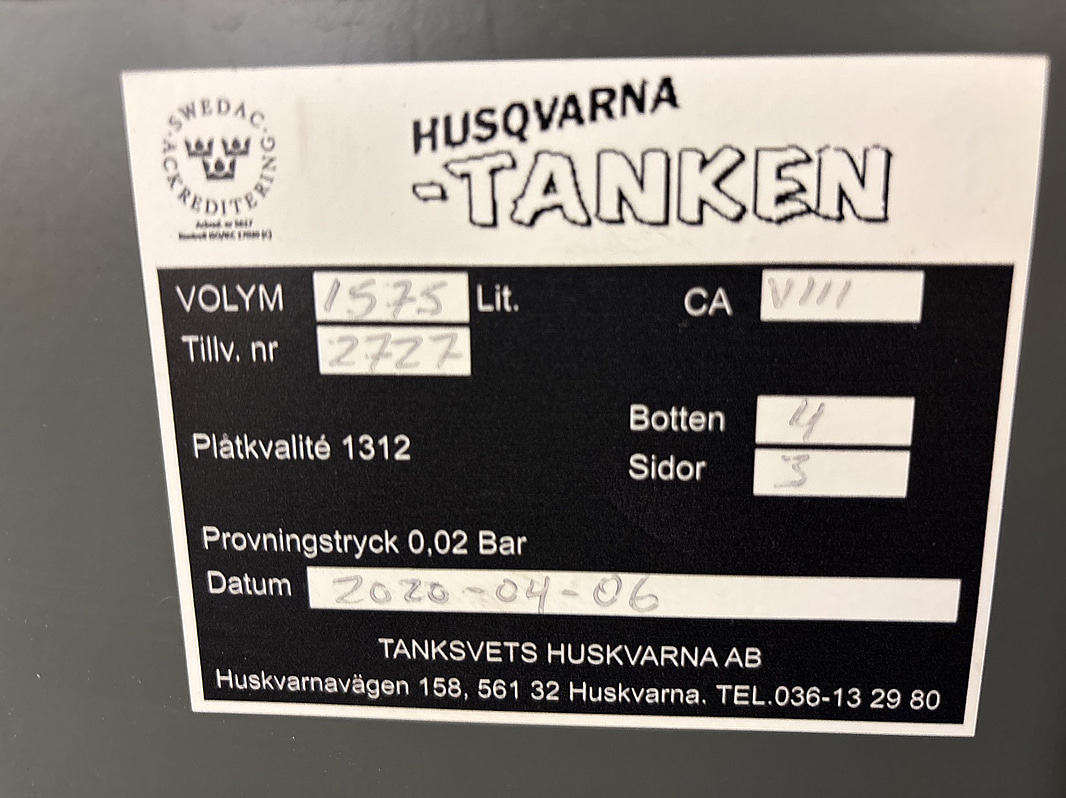 SWEDAC
ACKREDITERING
HUSQVARNA
-TANKEN
VOLYM 1575 Lit. CA VIII
Tillv. nr 2727
Botten 4
Plåtkvalité 1312
Sidor 3
Provningstryck 0,02 Bar
Datum 2020-04-06
TANKSVETS HUSKVARNA AB
Huskvarnavägen 158, 561 32 Huskvarna. TEL.036-13 29 80